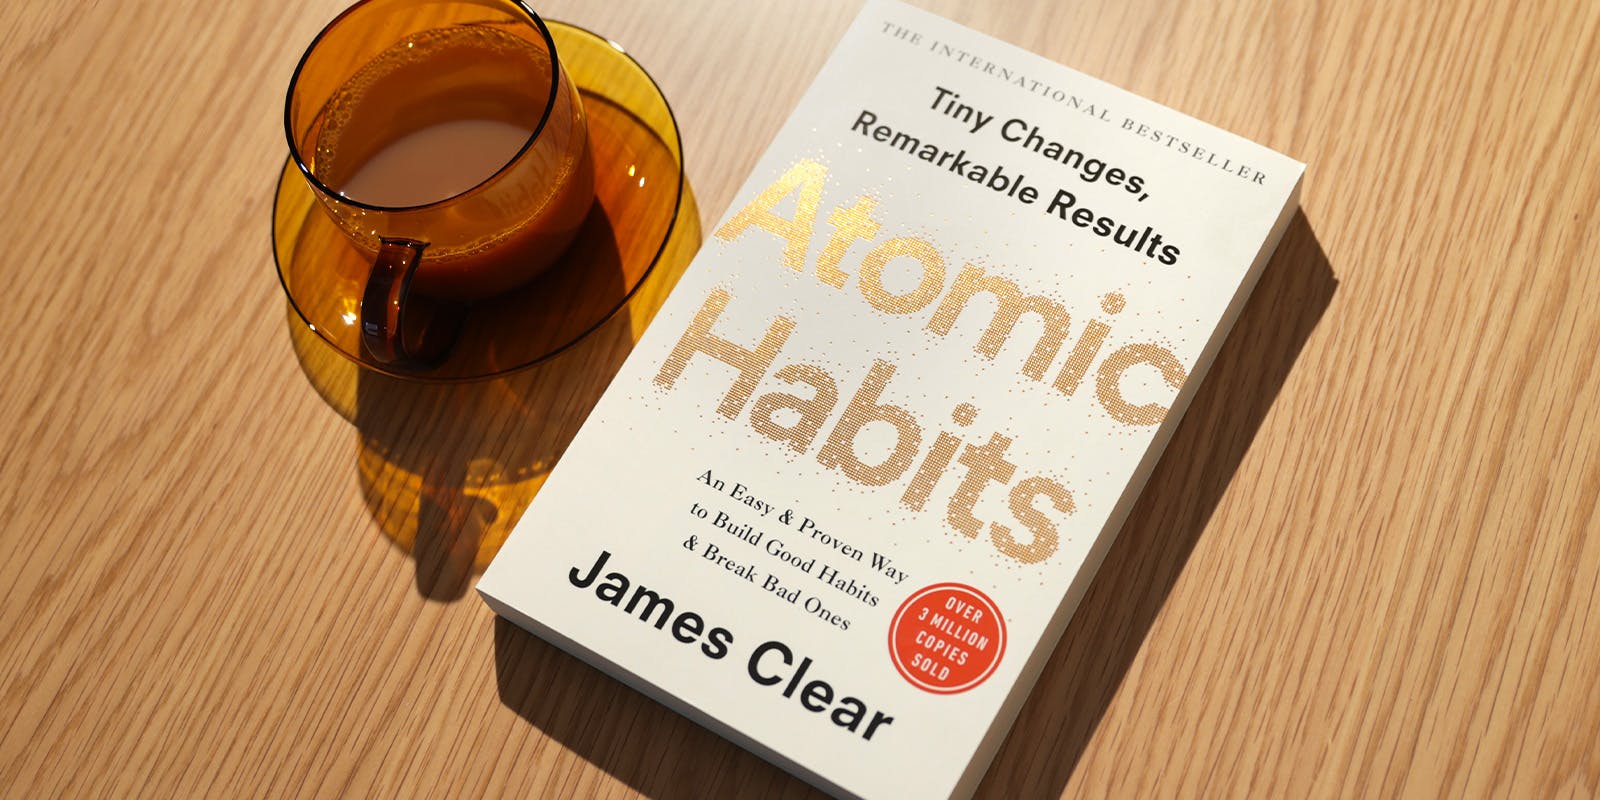 THE INTERNATIONAL BESTSELLER
Tiny Changes,
Remarkable Results
Atomic
Habits
An Easy & Proven Way
to Build Good Habits
& Break Bad Ones
James Clear
OVER
3 MILLION
COPIES
SOLD